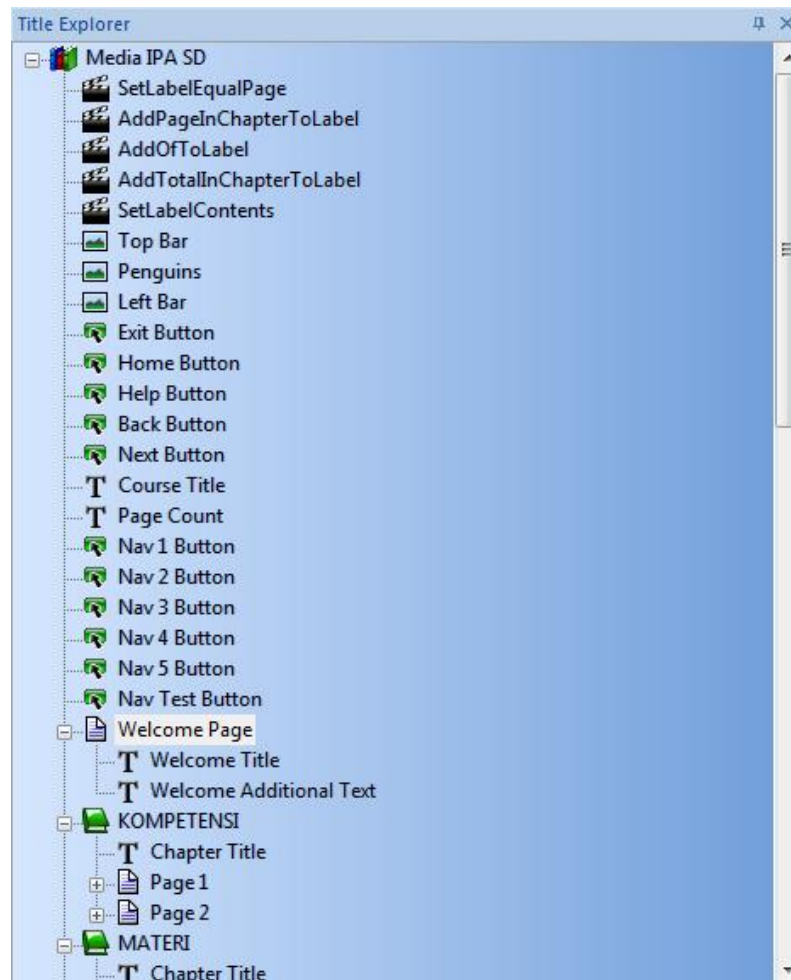 Title Explorer
Media IPA SD
SetLabelEqualPage
AddPageInChapterToLabel
AddOfToLabel
AddTotalInChapterToLabel
SetLabelContents
Top Bar
Penguins
Left Bar
Exit Button
Home Button
Help Button
Back Button
Next Button
T Course Title
T Page Count
Nav 1 Button
Nav 2 Button
Nav 3 Button
Nav 4 Button
Nav 5 Button
Nav Test Button
Welcome Page
T Welcome Title
T Welcome Additional Text
KOMPETENSI
T Chapter Title
Page 1
Page 2
MATERI
T Chapter Title